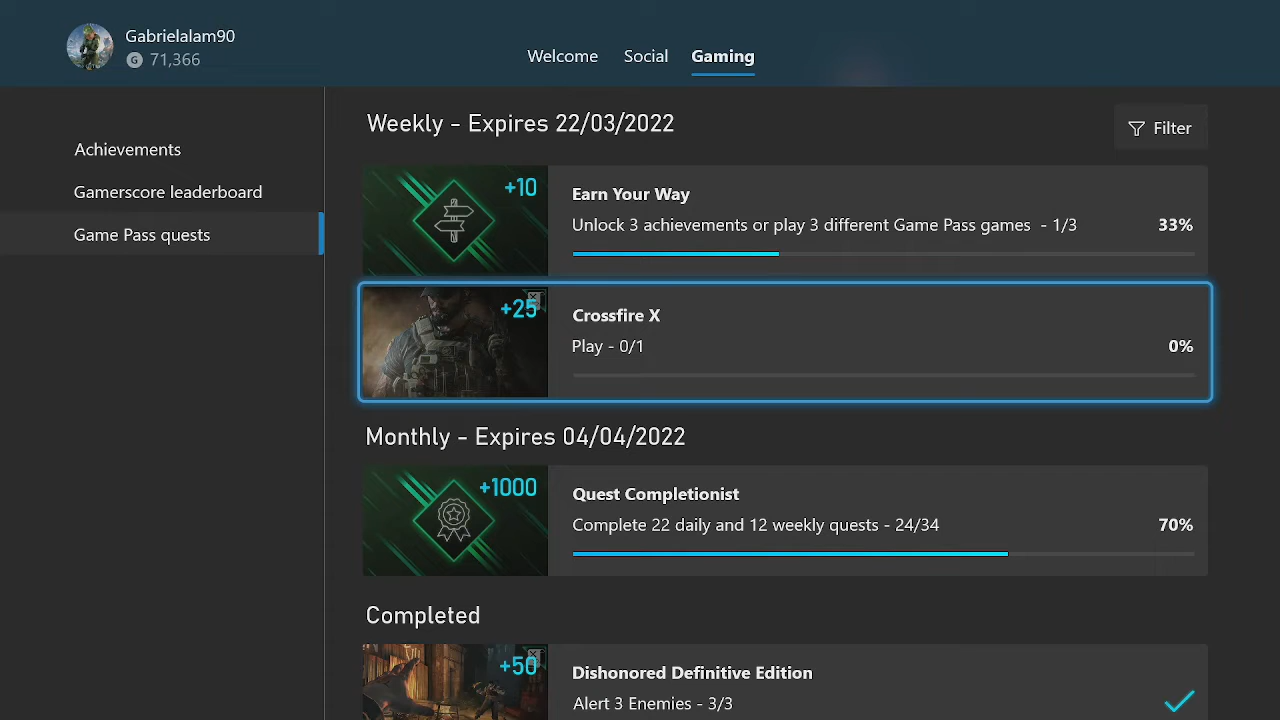 Gabrielalam90
G 71,366
Welcome Social Gaming
Achievements
Gamerscore leaderboard
Game Pass quests
Weekly - Expires 22/03/2022
Filter
+10
Earn Your Way
Unlock 3 achievements or play 3 different Game Pass games - 1/3
33%
+25
Crossfire X
Play - 0/1
0%
Monthly - Expires 04/04/2022
+1000
Quest Completionist
Complete 22 daily and 12 weekly quests - 24/34
70%
Completed
+50
Dishonored Definitive Edition
Alert 3 Enemies - 3/3